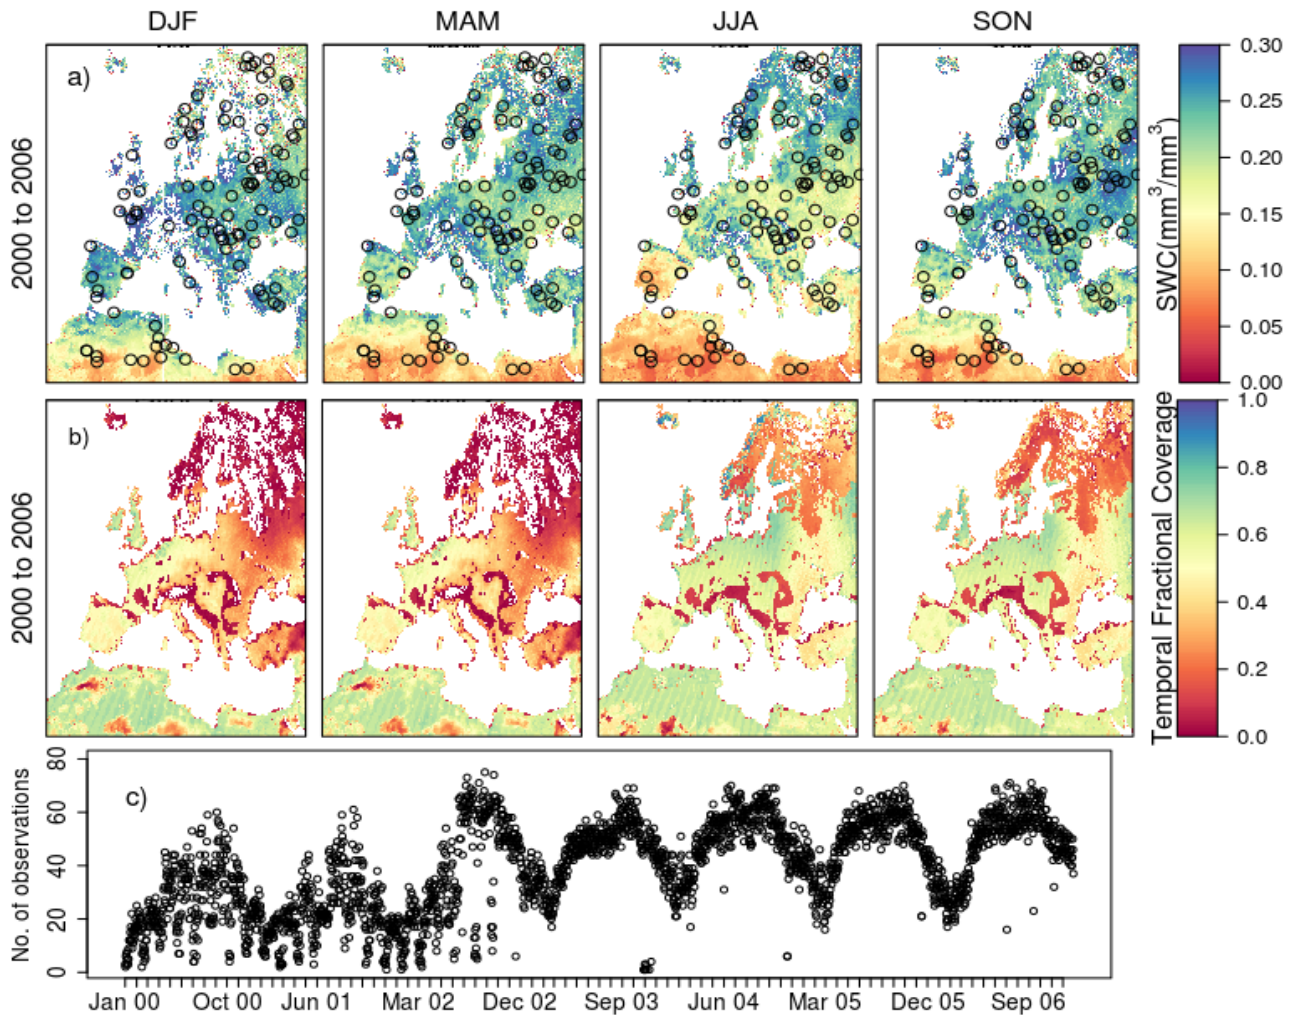 DJF MAM JJA SON
a)
2000 to 2006
0.30
0.25
0.20
0.15
0.10
0.05
0.00
SWC(mm³/mm³)
b)
2000 to 2006
1.0
0.8
0.6
0.4
0.2
0.0
Temporal Fractional Coverage
c)
No. of observations
80
60
40
20
0
Jan 00 Oct 00 Jun 01 Mar 02 Dec 02 Sep 03 Jun 04 Mar 05 Dec 05 Sep 06